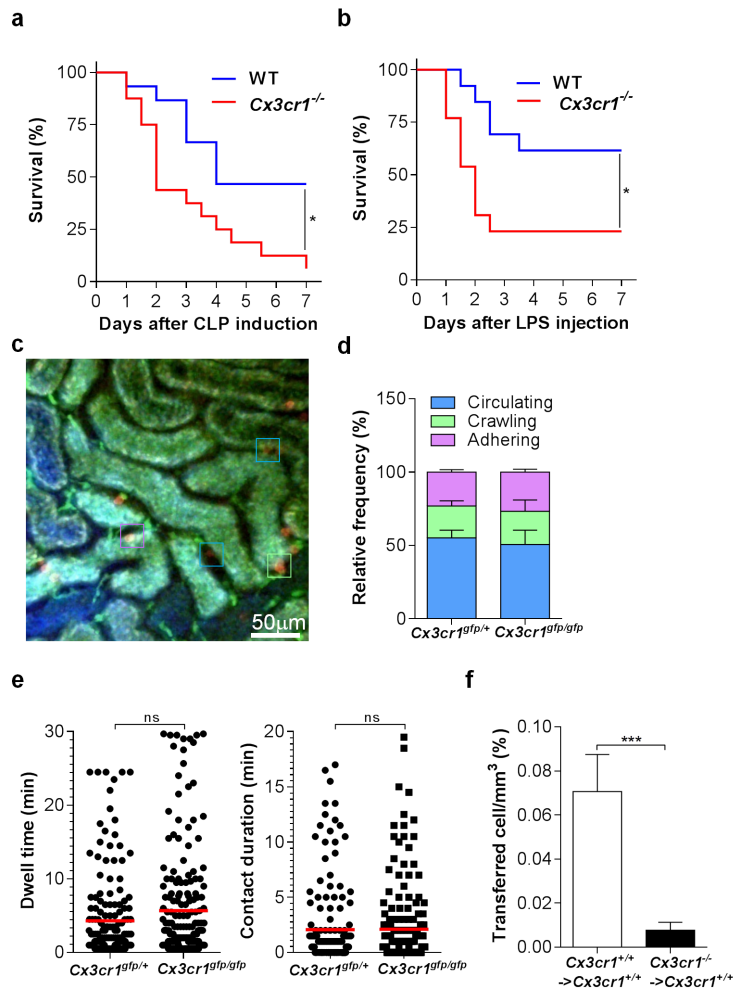 a
100
75
50
25
0
Survival (%)
WT
Cx3cr1-/-
*
0 1 2 3 4 5 6 7
Days after CLP induction
b
100
75
50
25
0
Survival (%)
WT
Cx3cr1-/-
*
0 1 2 3 4 5 6 7
Days after LPS injection
c
50µm
d
150
100
50
0
Relative frequency (%)
Circulating
Crawling
Adhering
Cx3cr1gfp/+ Cx3cr1gfp/gfp
e
30
20
10
0
Dwell time (min)
ns
Cx3cr1gfp/+ Cx3cr1gfp/gfp
20
15
10
5
0
Contact duration (min)
ns
Cx3cr1gfp/+ Cx3cr1gfp/gfp
f
0.10
0.08
0.06
0.04
0.02
0.00
Transferred cell/mm3 (%)
***
Cx3cr1+/+ Cx3cr1-/-
->Cx3cr1+/+ ->Cx3cr1+/+